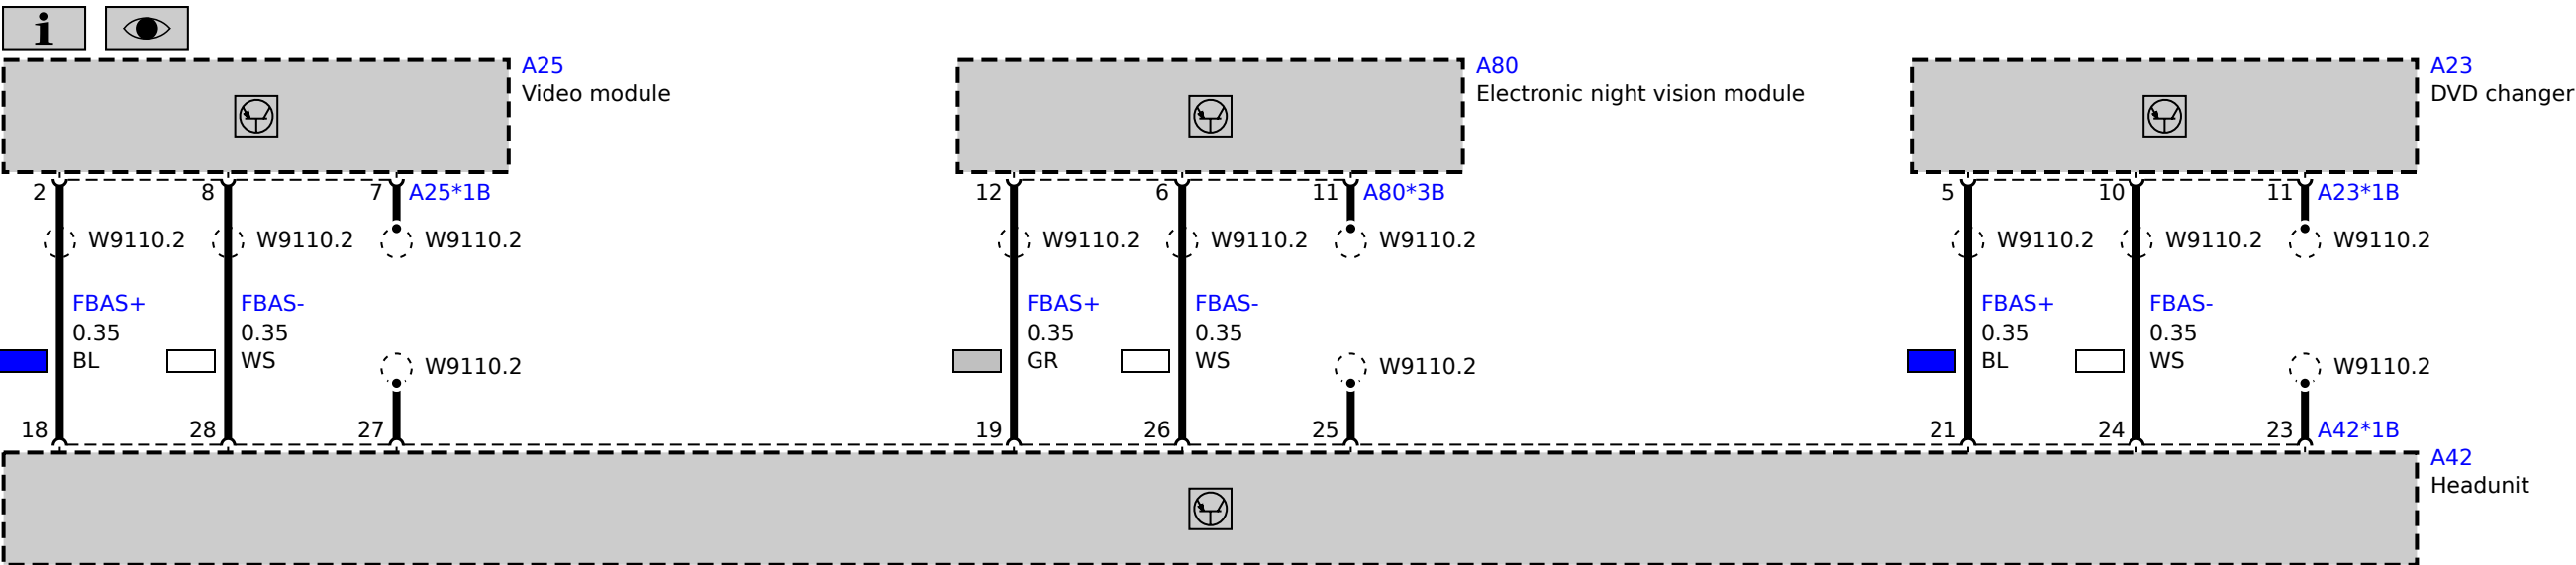 i
A25
Video module
A80
Electronic night vision module
A23
DVD changer
2 8 7 A25*1B 12 6 11 A80*3B 5 10 11 A23*1B
W9110.2 W9110.2 W9110.2 W9110.2 W9110.2 W9110.2 W9110.2 W9110.2 W9110.2
FBAS+ FBAS- FBAS+ FBAS- FBAS+ FBAS-
0.35 0.35 0.35 0.35 0.35 0.35
BL WS W9110.2 GR WS W9110.2 BL WS W9110.2
18 28 27 19 26 25 21 24 23 A42*1B
A42
Headunit